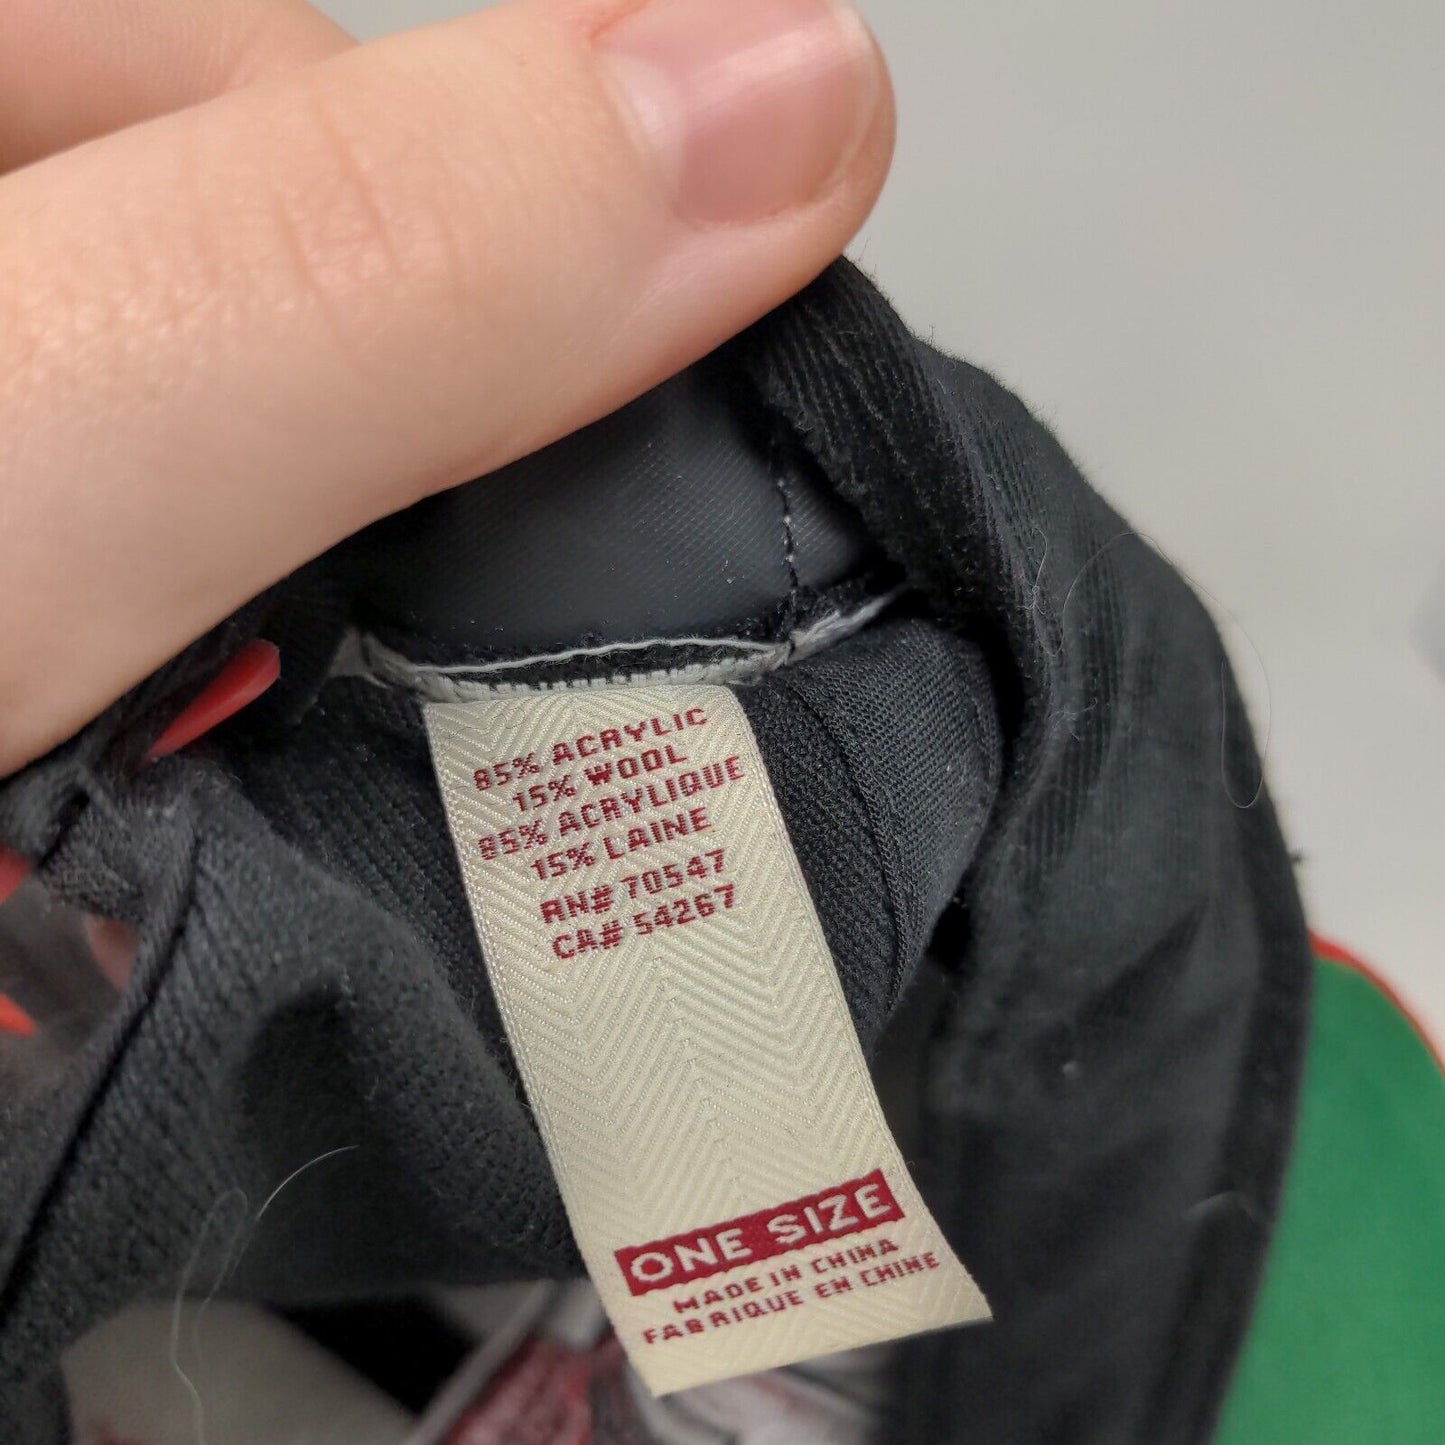 85% ACRYLIC
15% WOOL
85% ACRYLIQUE
15% LAINE
RN# 70547
CA# 54267
ONE SIZE
MADE IN CHINA
FABRIQUE EN CHINE